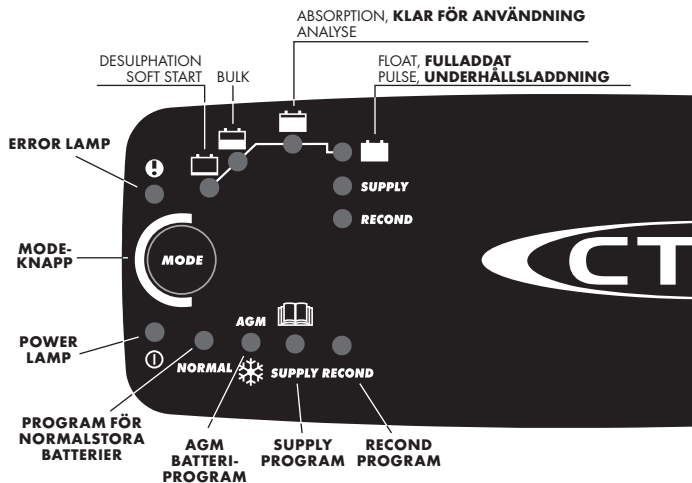 ABSORPTION, KLAR FÖR ANVÄNDNING
ANALYSE
DESULPHATION
SOFT START
BULK
FLOAT, FULLADDAT
PULSE, UNDERHÅLLSLADDNING
ERROR LAMP
SUPPLY
RECOND
MODE-
KNAPP
MODE
CT
POWER
LAMP
AGM
NORMAL
SUPPLY RECOND
PROGRAM FÖR
NORMALSTORA
BATTERIER
AGM
BATTERI-
PROGRAM
SUPPLY
PROGRAM
RECOND
PROGRAM